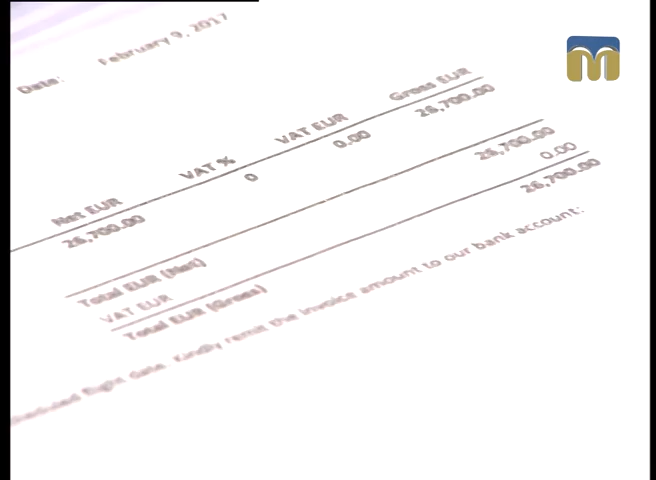 Date: February 9, 2017
Net EUR VAT % VAT EUR Gross EUR
26,700.00 0 0.00 26,700.00
Total EUR (Net) 26,700.00
VAT EUR 0.00
Total EUR (Gross) 26,700.00
flight date. Kindly remit the invoice amount to our bank account:
M